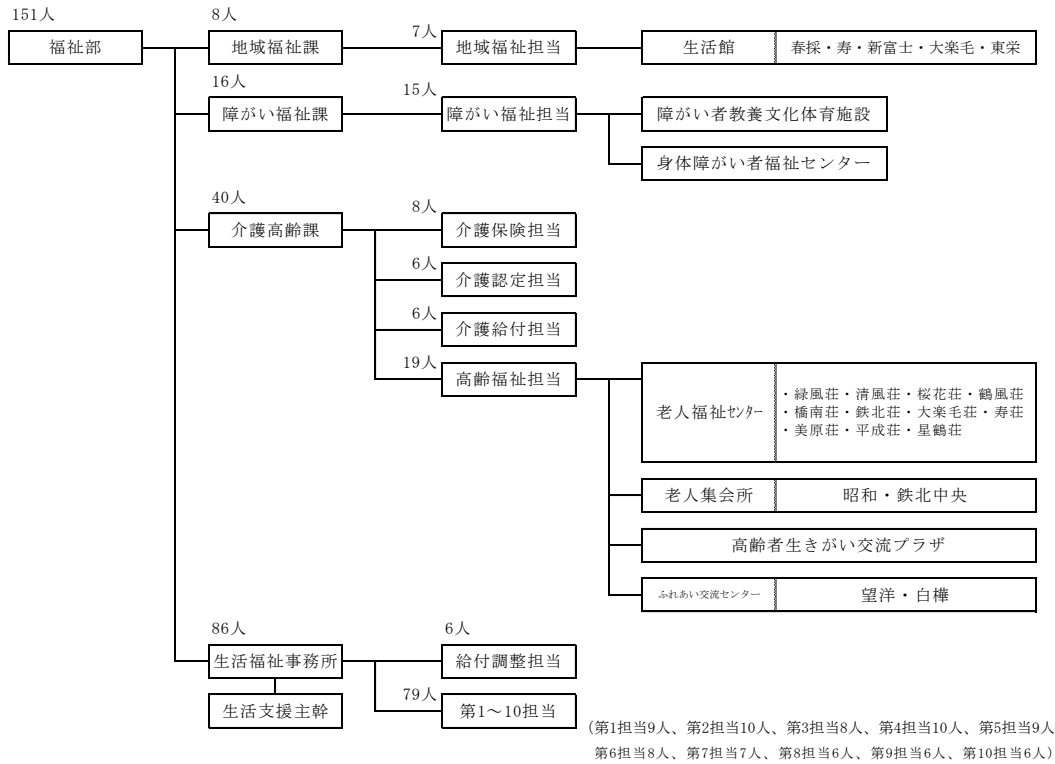 151人
福祉部
8人
地域福祉課
7人
地域福祉担当
生活館
春採・寿・新富士・大楽毛・東栄
16人
障がい福祉課
15人
障がい福祉担当
障がい者教養文化体育施設
身体障がい者福祉センター
40人
介護高齢課
8人
介護保険担当
6人
介護認定担当
6人
介護給付担当
19人
高齢福祉担当
老人福祉ｾﾝﾀｰ
・緑風荘・清風荘・桜花荘・鶴風荘
・橋南荘・鉄北荘・大楽毛荘・寿荘
・美原荘・平成荘・星鶴荘
老人集会所
昭和・鉄北中央
高齢者生きがい交流プラザ
ふれあい交流センター
望洋・白樺
86人
生活福祉事務所
6人
給付調整担当
生活支援主幹
79人
第1～10担当
（第1担当9人、第2担当10人、第3担当8人、第4担当10人、第5担当9人
第6担当8人、第7担当7人、第8担当6人、第9担当6人、第10担当6人）